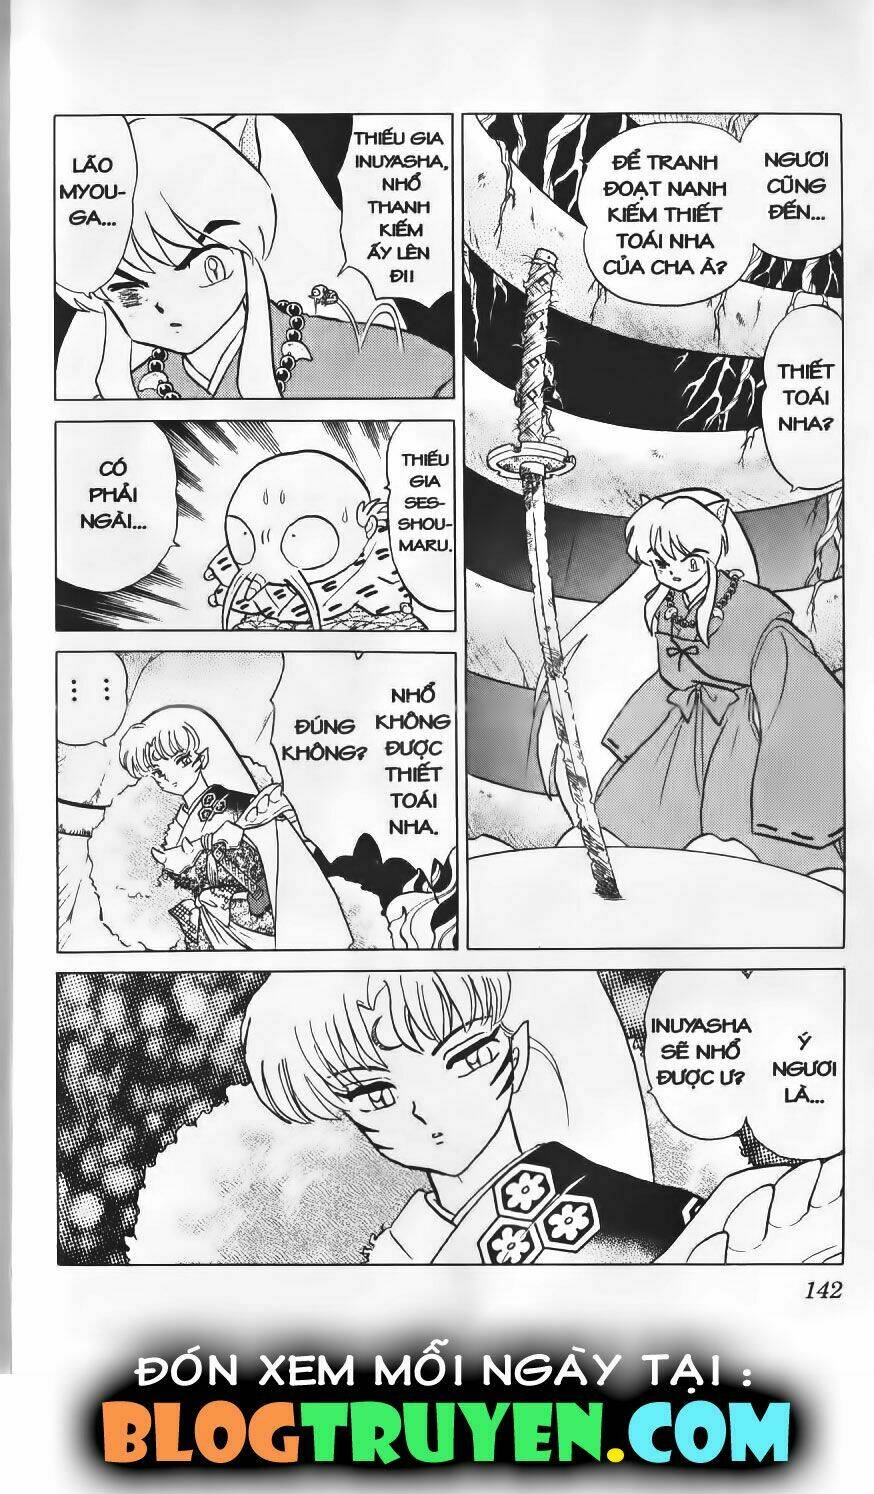 NGƯƠI
CŨNG
ĐẾN...
ĐỂ TRANH
ĐOẠT NANH
KIẾM THIẾT
TOÁI NHA
CỦA CHA À?
THIẾT
TOÁI
NHA?
THIẾU GIA
INUYASHA,
NHỔ
THANH
KIẾM
ẤY LÊN
ĐI!
LÃO
MYOU-
GA...
THIẾU
GIA
SES-
SHOU-
MARU.
CÓ
PHẢI
NGÀI...
NHỔ
KHÔNG
ĐƯỢC
THIẾT
TOÁI
NHA.
ĐÚNG
KHÔNG?
...
...
Ý
NGƯƠI
LÀ...
INUYASHA
SẼ NHỔ
ĐƯỢC Ư?
142
ĐÓN XEM MỖI NGÀY TẠI :
BLOGTRUYEN.COM